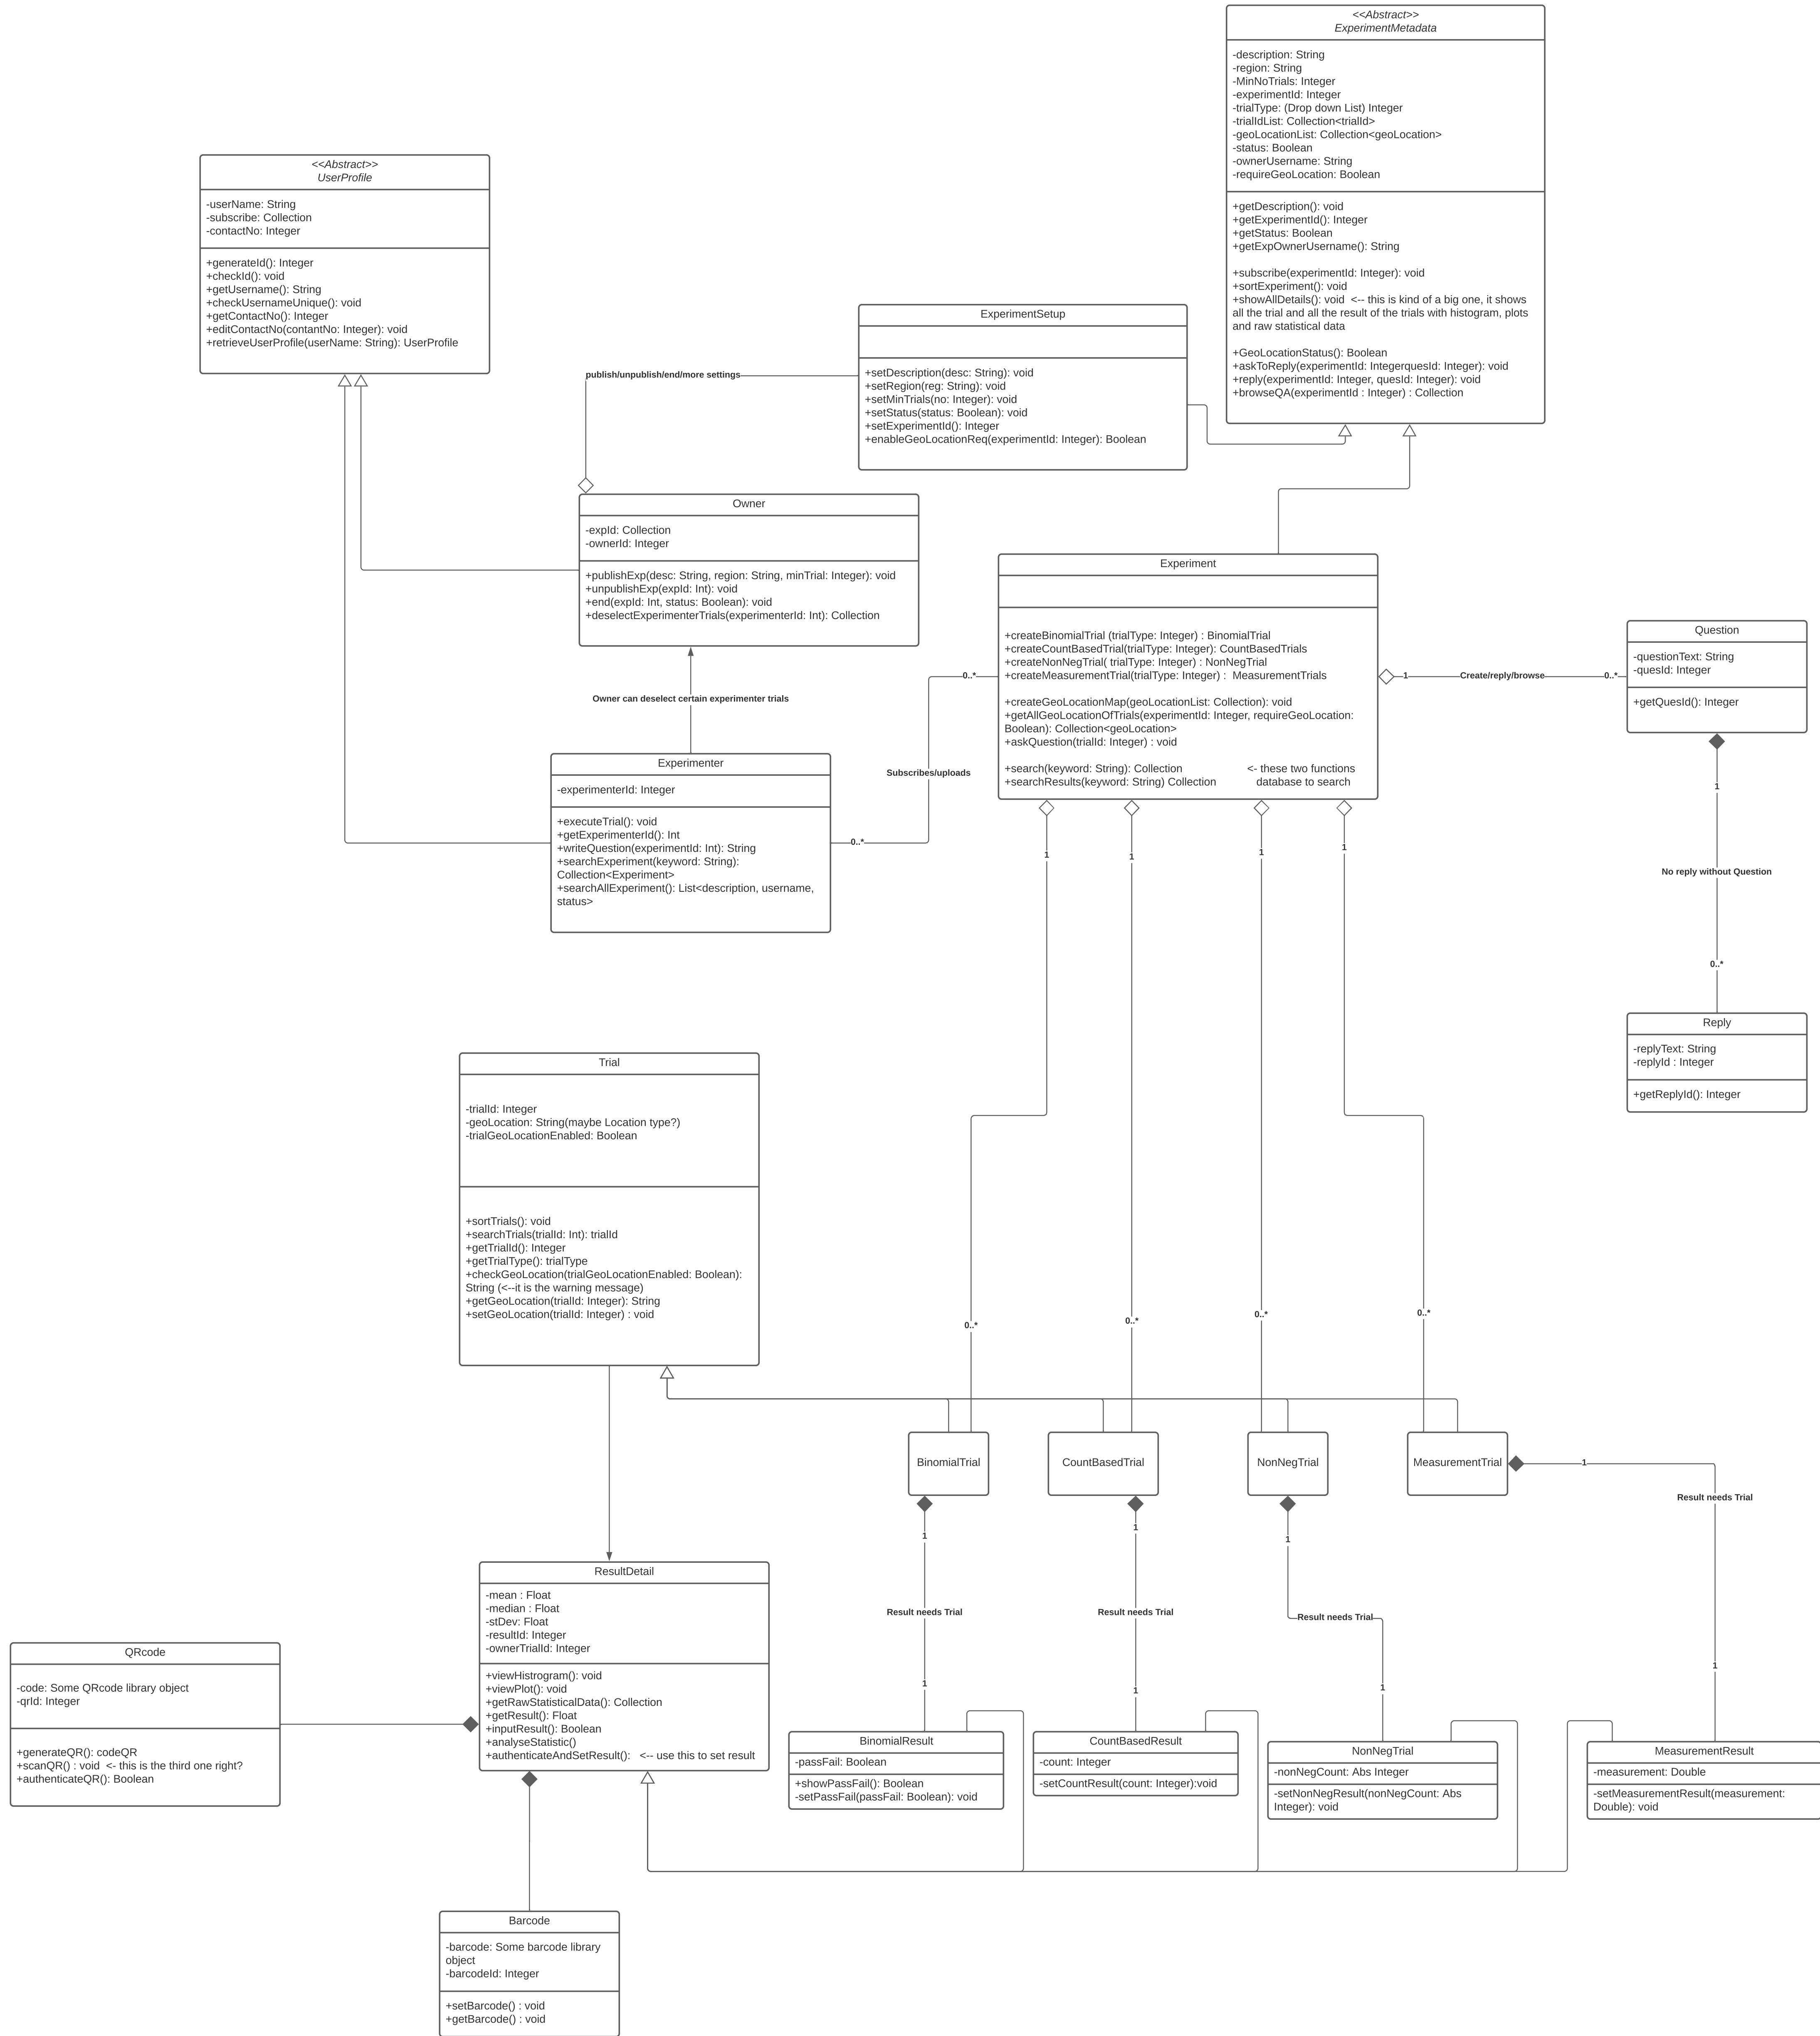 <<Abstract>>
ExperimentMetadata
-description: String
-region: String
-MinNoTrials: Integer
-experimentId: Integer
-trialType: (Drop down List) Integer
-trialIdList: Collection<trialId>
-geoLocationList: Collection<geoLocation>
-status: Boolean
-ownerUsername: String
-requireGeoLocation: Boolean
+getDescription(): void
+getExperimentId(): Integer
+getStatus: Boolean
+getExpOwnerUsername(): String
+subscribe(experimentId: Integer): void
+sortExperiment(): void
+showAllDetails(): void  <-- this is kind of a big one, it shows
all the trial and all the result of the trials with histogram, plots
and raw statistical data
+GeoLocationStatus(): Boolean
+askToReply(experimentId: IntegerquesId: Integer): void
+reply(experimentId: Integer, quesId: Integer): void
+browseQA(experimentId : Integer) : Collection
<<Abstract>>
UserProfile
-userName: String
-subscribe: Collection
-contactNo: Integer
+generateId(): Integer
+checkId(): void
+getUsername(): String
+checkUsernameUnique(): void
+getContactNo(): Integer
+editContactNo(contantNo: Integer): void
+retrieveUserProfile(userName: String): UserProfile
ExperimentSetup
+setDescription(desc: String): void
+setRegion(reg: String): void
+setMinTrials(no: Integer): void
+setStatus(status: Boolean): void
+setExperimentId(): Integer
+enableGeoLocationReq(experimentId: Integer): Boolean
publish/unpublish/end/more settings
Owner
-expId: Collection
-ownerId: Integer
+publishExp(desc: String, region: String, minTrial: Integer): void
+unpublishExp(expId: Int): void
+end(expId: Int, status: Boolean): void
+deselectExperimenterTrials(experimenterId: Int): Collection
Owner can deselect certain experimenter trials
Experimenter
-experimenterId: Integer
+executeTrial(): void
+getExperimenterId(): Int
+writeQuestion(experimentId: Int): String
+searchExperiment(keyword: String):
Collection<Experiment>
+searchAllExperiment(): List<description, username,
status>
0..*
Subscribes/uploads
0..*
Experiment
+createBinomialTrial (trialType: Integer) : BinomialTrial
+createCountBasedTrial(trialType: Integer): CountBasedTrials
+createNonNegTrial( trialType: Integer) : NonNegTrial
+createMeasurementTrial(trialType: Integer) :  MeasurementTrials
+createGeoLocationMap(geoLocationList: Collection): void
+getAllGeoLocationOfTrials(experimentId: Integer, requireGeoLocation:
Boolean): Collection<geoLocation>
+askQuestion(trialId: Integer) : void
+search(keyword: String): Collection                     <- these two functions
+searchResults(keyword: String) Collection             database to search
1
Create/reply/browse
0..*
Question
-questionText: String
-quesId: Integer
+getQuesId(): Integer
1
No reply without Question
0..*
Reply
-replyText: String
-replyId : Integer
+getReplyId(): Integer
1
1
1
1
0..*
0..*
0..*
0..*
Trial
-trialId: Integer
-geoLocation: String(maybe Location type?)
-trialGeoLocationEnabled: Boolean
+sortTrials(): void
+searchTrials(trialId: Int): trialId
+getTrialId(): Integer
+getTrialType(): trialType
+checkGeoLocation(trialGeoLocationEnabled: Boolean):
String (<--it is the warning message)
+getGeoLocation(trialId: Integer): String
+setGeoLocation(trialId: Integer) : void
BinomialTrial
CountBasedTrial
NonNegTrial
MeasurementTrial
1
Result needs Trial
1
1
Result needs Trial
1
1
Result needs Trial
1
1
Result needs Trial
1
ResultDetail
-mean : Float
-median : Float
-stDev: Float
-resultId: Integer
-ownerTrialId: Integer
+viewHistrogram(): void
+viewPlot(): void
+getRawStatisticalData(): Collection
+getResult(): Float
+inputResult(): Boolean
+analyseStatistic()
+authenticateAndSetResult():   <-- use this to set result
QRcode
-code: Some QRcode library object
-qrId: Integer
+generateQR(): codeQR
+scanQR() : void  <- this is the third one right?
+authenticateQR(): Boolean
BinomialResult
-passFail: Boolean
+showPassFail(): Boolean
-setPassFail(passFail: Boolean): void
CountBasedResult
-count: Integer
-setCountResult(count: Integer):void
NonNegTrial
-nonNegCount: Abs Integer
-setNonNegResult(nonNegCount: Abs
Integer): void
MeasurementResult
-measurement: Double
-setMeasurementResult(measurement:
Double): void
Barcode
-barcode: Some barcode library
object
-barcodeId: Integer
+setBarcode() : void
+getBarcode() : void